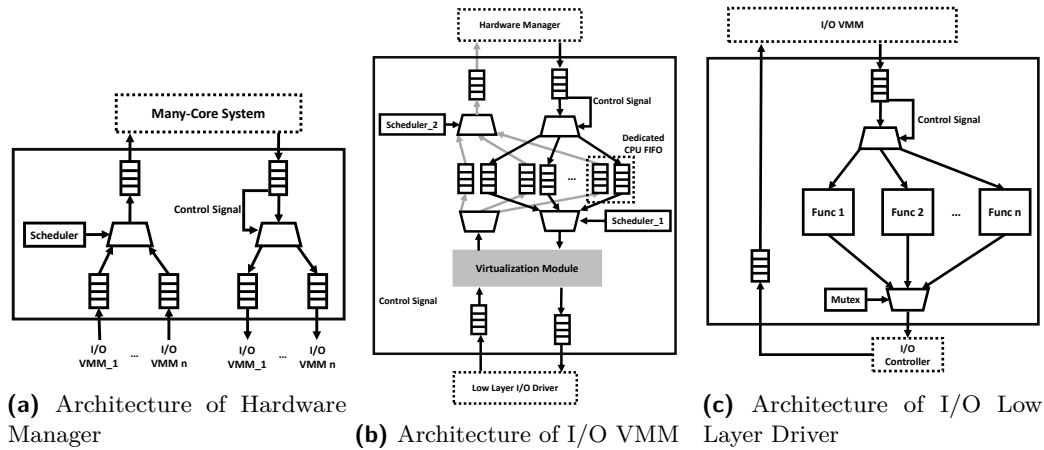 Many-Core System
Control Signal
Scheduler
I/O
VMM_1
...
I/O
VMM n
I/O
VMM_1
...
I/O
VMM n
(a) Architecture of Hardware
Manager
Hardware Manager
Control Signal
Scheduler_2
Dedicated
CPU FIFO
...
Scheduler_1
Virtualization Module
Control Signal
Low Layer I/O Driver
(b) Architecture of I/O VMM
I/O VMM
Control Signal
Func 1
Func 2
...
Func n
Mutex
I/O
Controller
(c) Architecture of I/O Low
Layer Driver